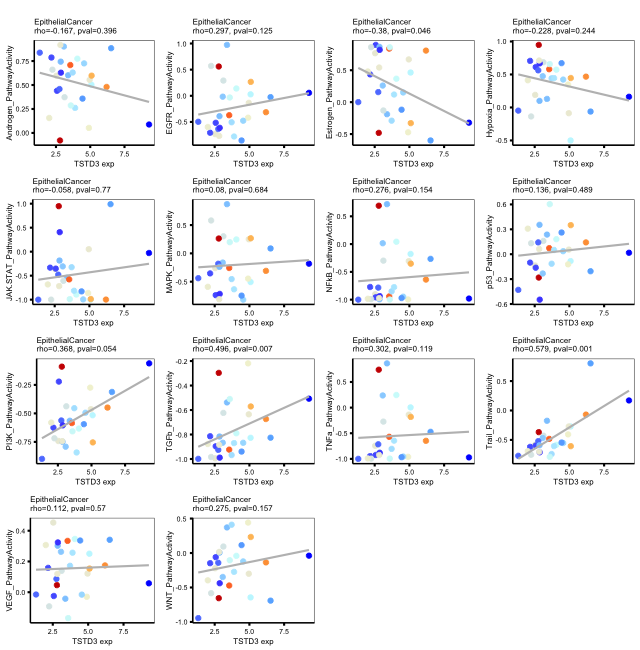 EpithelialCancer
rho=-0.167, pval=0.396
Androgen_PathwayActivity
0.75
0.50
0.25
0.00
2.5
5.0
7.5
TSTD3 exp
EpithelialCancer
rho=0.297, pval=0.125
EGFR_PathwayActivity
1.0
0.5
0.0
-0.5
-1.0
2.5
5.0
7.5
TSTD3 exp
EpithelialCancer
rho=-0.38, pval=0.046
Estrogen_PathwayActivity
0.5
0.0
-0.5
2.5
5.0
7.5
TSTD3 exp
EpithelialCancer
rho=-0.228, pval=0.244
Hypoxia_PathwayActivity
1.0
0.5
0.0
-0.5
2.5
5.0
7.5
TSTD3 exp
EpithelialCancer
rho=-0.058, pval=0.77
JAK-STAT_PathwayActivity
1.0
0.5
0.0
-0.5
-1.0
2.5
5.0
7.5
TSTD3 exp
EpithelialCancer
rho=0.08, pval=0.684
MAPK_PathwayActivity
0.5
0.0
-0.5
2.5
5.0
7.5
TSTD3 exp
EpithelialCancer
rho=0.276, pval=0.154
NFkB_PathwayActivity
0.5
0.0
-0.5
-1.0
2.5
5.0
7.5
TSTD3 exp
EpithelialCancer
rho=0.136, pval=0.489
p53_PathwayActivity
0.6
0.3
0.0
-0.3
-0.6
2.5
5.0
7.5
TSTD3 exp
EpithelialCancer
rho=0.368, pval=0.054
PI3K_PathwayActivity
-0.25
-0.50
-0.75
2.5
5.0
7.5
TSTD3 exp
EpithelialCancer
rho=0.496, pval=0.007
TGFb_PathwayActivity
-0.2
-0.4
-0.6
-0.8
-1.0
2.5
5.0
7.5
TSTD3 exp
EpithelialCancer
rho=0.302, pval=0.119
TNFa_PathwayActivity
0.5
0.0
-0.5
-1.0
2.5
5.0
7.5
TSTD3 exp
EpithelialCancer
rho=0.579, pval=0.001
Trail_PathwayActivity
0.5
0.0
-0.5
2.5
5.0
7.5
TSTD3 exp
EpithelialCancer
rho=0.112, pval=0.57
VEGF_PathwayActivity
0.4
0.2
0.0
2.5
5.0
7.5
TSTD3 exp
EpithelialCancer
rho=0.275, pval=0.157
WNT_PathwayActivity
0.5
0.0
-0.5
-1.0
2.5
5.0
7.5
TSTD3 exp